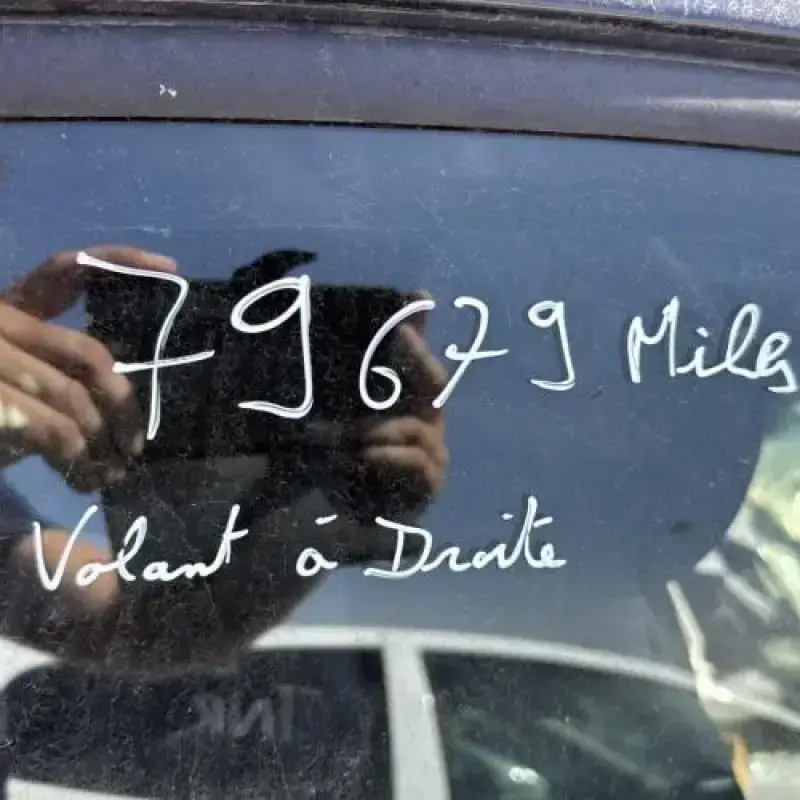 79679 Miles
Volant à Droite